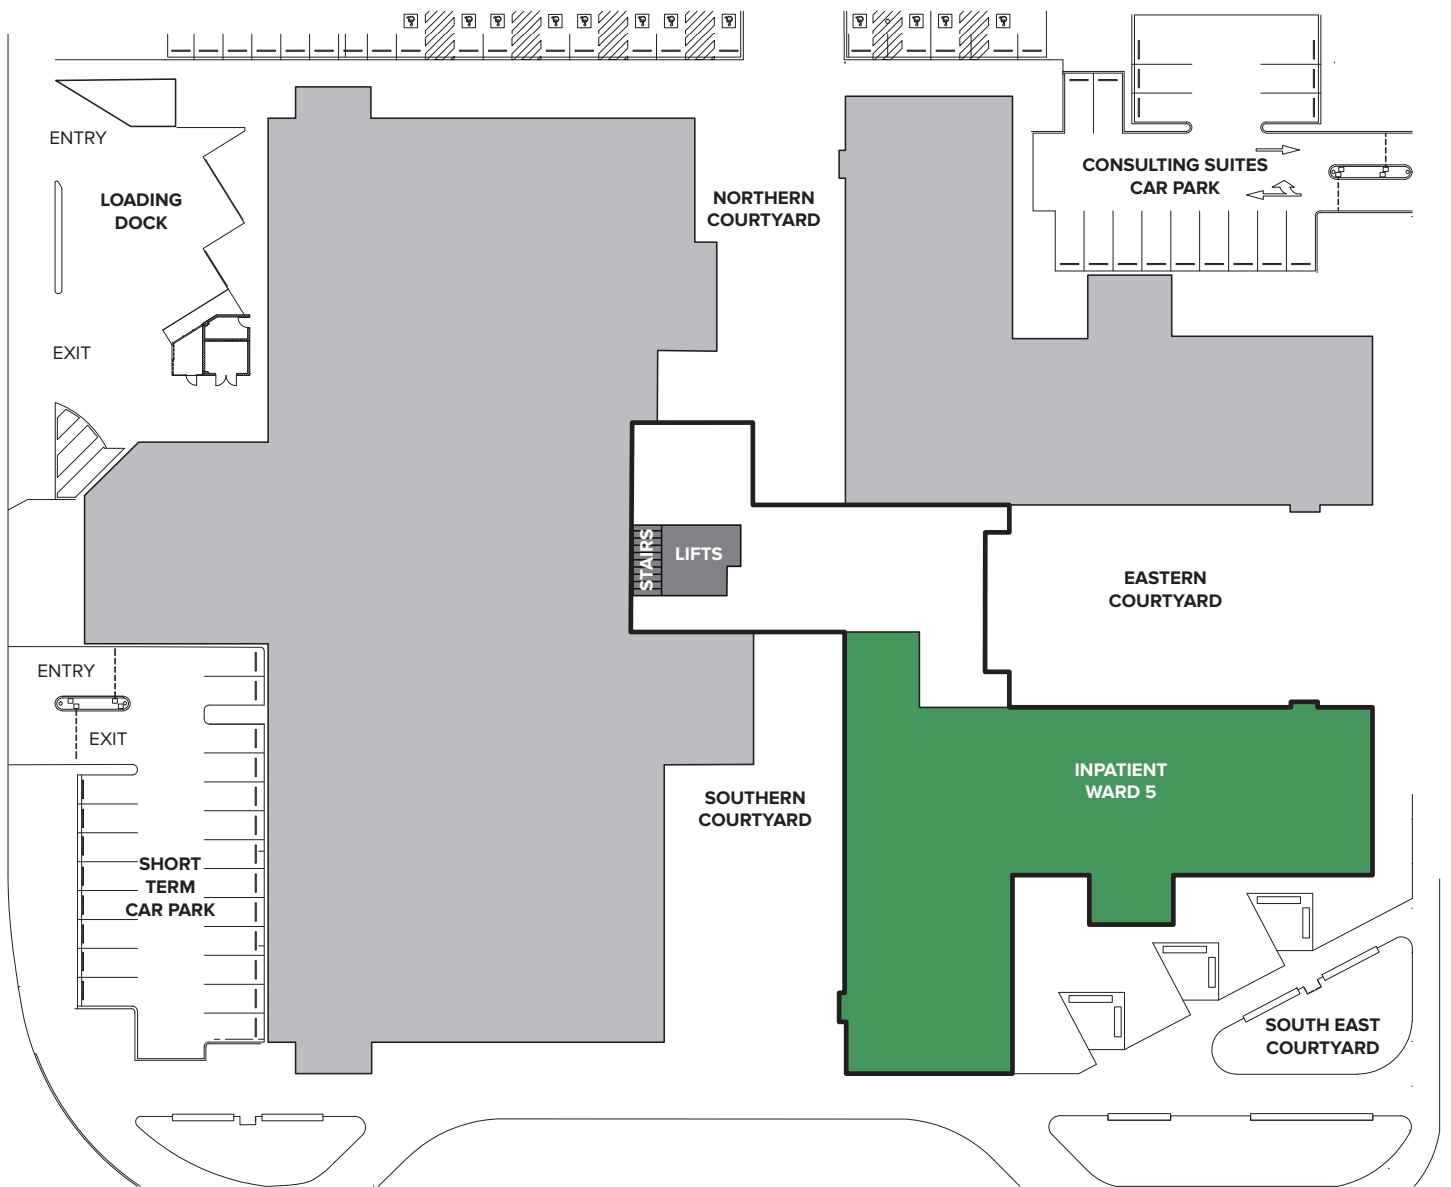 ENTRY
LOADING
DOCK
EXIT
NORTHERN
COURTYARD
CONSULTING SUITES
CAR PARK
STAIRS
LIFTS
EASTERN
COURTYARD
ENTRY
EXIT
SHORT
TERM
CAR PARK
SOUTHERN
COURTYARD
INPATIENT
WARD 5
SOUTH EAST
COURTYARD